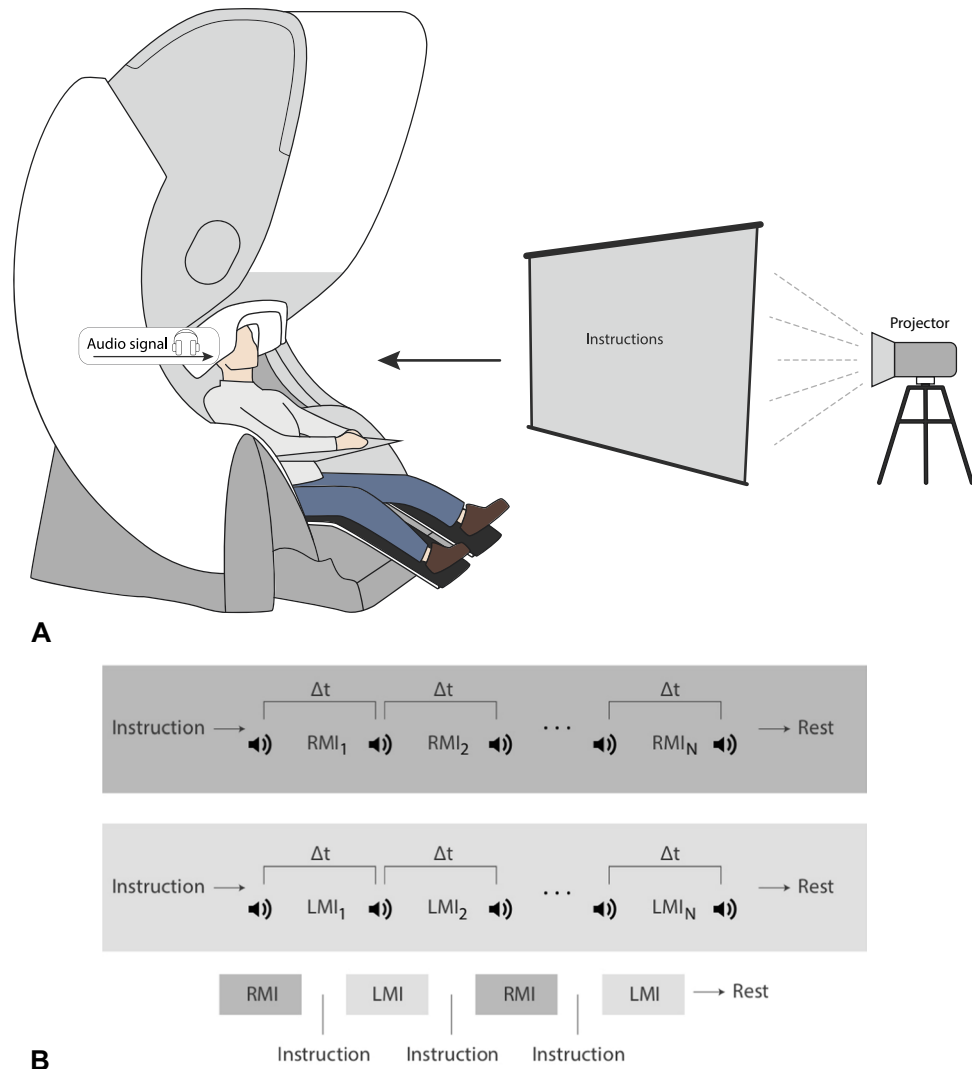 Audio signal
Instructions
Projector
A
Δt Δt Δt
Instruction RMI1 RMI2 ... RMIN Rest
Δt Δt Δt
Instruction LMI1 LMI2 ... LMIN Rest
RMI LMI RMI LMI Rest
Instruction Instruction Instruction
B